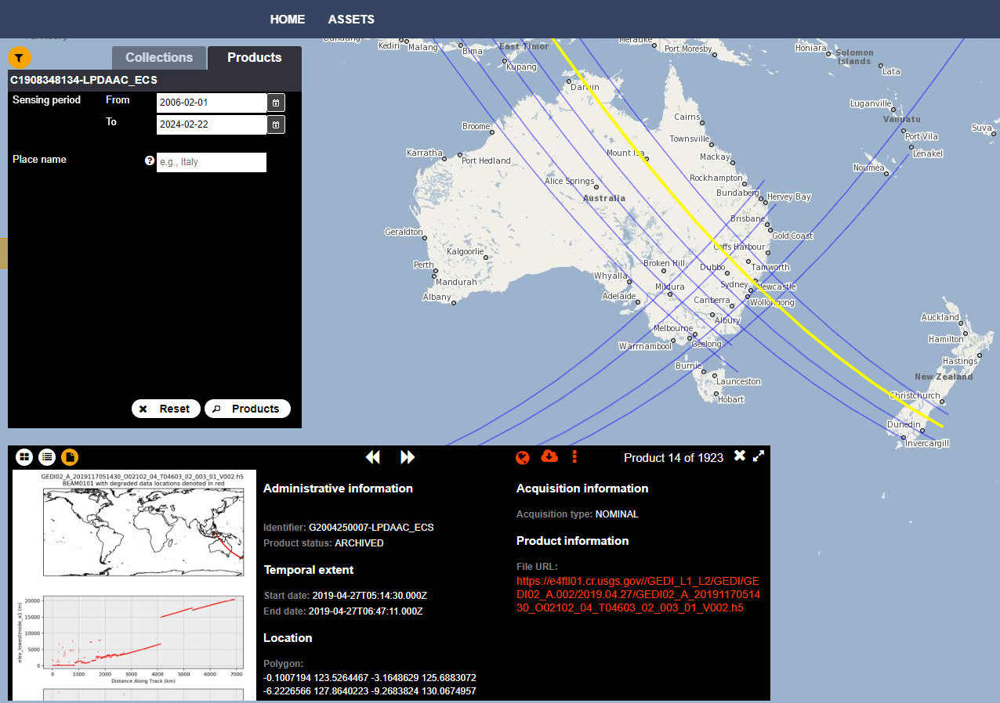 HOME ASSETS
Collections Products
C1908348134-LPDAAC_ECS
Sensing period From 2006-02-01
To 2024-02-22
Place name ? e.g., Italy
Reset Products
Kediri
Malang
Bima
East Timor
Kupang
Merauke
Port Moresby
Honiara
Solomon
Islands
Lata
Darwin
Luganville
Vanuatu
Port Vila
Lenakel
Suva
Nouméa
Broome
Cairns
Townsville
Karratha
Port Hedland
Mount Isa
Mackay
Rockhampton
Alice Springs
Australia
Bundaberg
Hervey Bay
Brisbane
Gold Coast
Geraldton
Kalgoorlie
Coffs Harbour
Perth
Mandurah
Broken Hill
Dubbo
Tamworth
Whyalla
Mildura
Sydney
Newcastle
Albany
Adelaide
Canberra
Wollongong
Albury
Melbourne
Warrnambool
Geelong
Burnie
Launceston
Hobart
Auckland
Hamilton
Hastings
New Zealand
Christchurch
Dunedin
Invercargill
Product 14 of 1923
GEDI02_A_2019117051430_O02102_04_T04603_02_003_01_V002.h5
BEAM0101 with degraded data locations denoted in red
elev_lowestmode_a1 (m)
20000
15000
10000
5000
0
0 1000 2000 3000 4000 5000 6000 7000
Distance Along Track (km)
Administrative information
Identifier: G2004250007-LPDAAC_ECS
Product status: ARCHIVED
Temporal extent
Start date: 2019-04-27T05:14:30.000Z
End date: 2019-04-27T06:47:11.000Z
Location
Polygon:
-0.1007194 123.5264467 -3.1648629 125.6883072
-6.2226566 127.8640223 -9.2683824 130.0674957
Acquisition information
Acquisition type: NOMINAL
Product information
File URL:
https://e4ftl01.cr.usgs.gov//GEDI_L1_L2/GEDI/GE
DI02_A.002/2019.04.27/GEDI02_A_20191170514
30_O02102_04_T04603_02_003_01_V002.h5